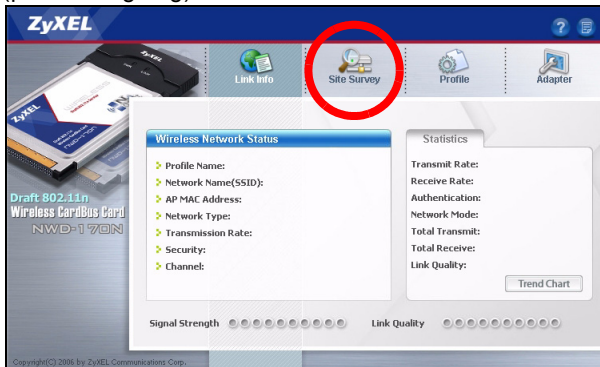 ZyXEL
Link Info
Site Survey
Profile
Adapter
ZyXEL
ZyXEL
NWD-170N
Draft 802.11n
Wireless CardBus Card
NWD-170N
Wireless Network Status
Profile Name:
Network Name(SSID):
AP MAC Address:
Network Type:
Transmission Rate:
Security:
Channel:
Statistics
Transmit Rate:
Receive Rate:
Authentication:
Network Mode:
Total Transmit:
Total Receive:
Link Quality:
Trend Chart
Signal Strength
Link Quality
Copyright(C) 2006 by ZyXEL Communications Corp.